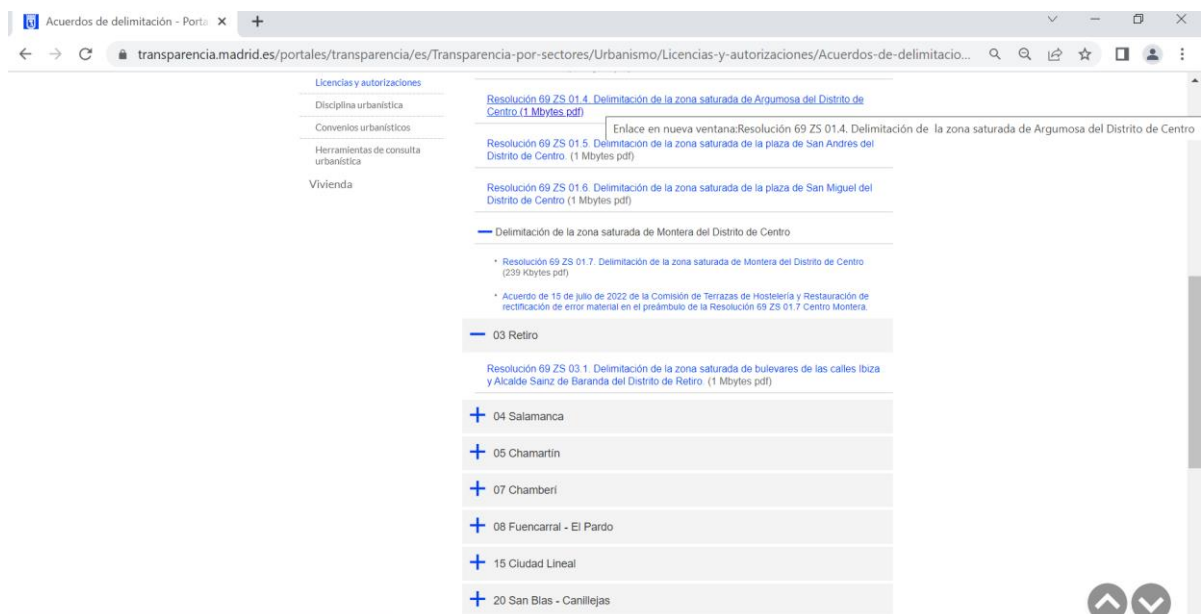 Acuerdos de delimitación - Porta
transparencia.madrid.es/portales/transparencia/es/Transparencia-por-sectores/Urbanismo/Licencias-y-autorizaciones/Acuerdos-de-delimitacio...
Licencias y autorizaciones
Disciplina urbanística
Convenios urbanísticos
Herramientas de consulta
urbanística
Vivienda
Resolución 69 ZS 01.4. Delimitación de la zona saturada de Argumosa del Distrito de
Centro (1 Mbytes pdf)
Enlace en nueva ventana:Resolución 69 ZS 01.4. Delimitación de la zona saturada de Argumosa del Distrito de Centro
Resolución 69 ZS 01.5. Delimitación de la zona saturada de la plaza de San Andrés del
Distrito de Centro. (1 Mbytes pdf)
Resolución 69 ZS 01.6. Delimitación de la zona saturada de la plaza de San Miguel del
Distrito de Centro (1 Mbytes pdf)
Delimitación de la zona saturada de Montera del Distrito de Centro
Resolución 69 ZS 01.7. Delimitación de la zona saturada de Montera del Distrito de Centro
(239 Kbytes pdf)
Acuerdo de 15 de julio de 2022 de la Comisión de Terrazas de Hostelería y Restauración de
rectificación de error material en el preámbulo de la Resolución 69 ZS 01.7 Centro Montera.
03 Retiro
Resolución 69 ZS 03.1. Delimitación de la zona saturada de bulevares de las calles Ibiza
y Alcalde Sainz de Baranda del Distrito de Retiro. (1 Mbytes pdf)
04 Salamanca
05 Chamartín
07 Chamberí
08 Fuencarral - El Pardo
15 Ciudad Lineal
20 San Blas - Canillejas